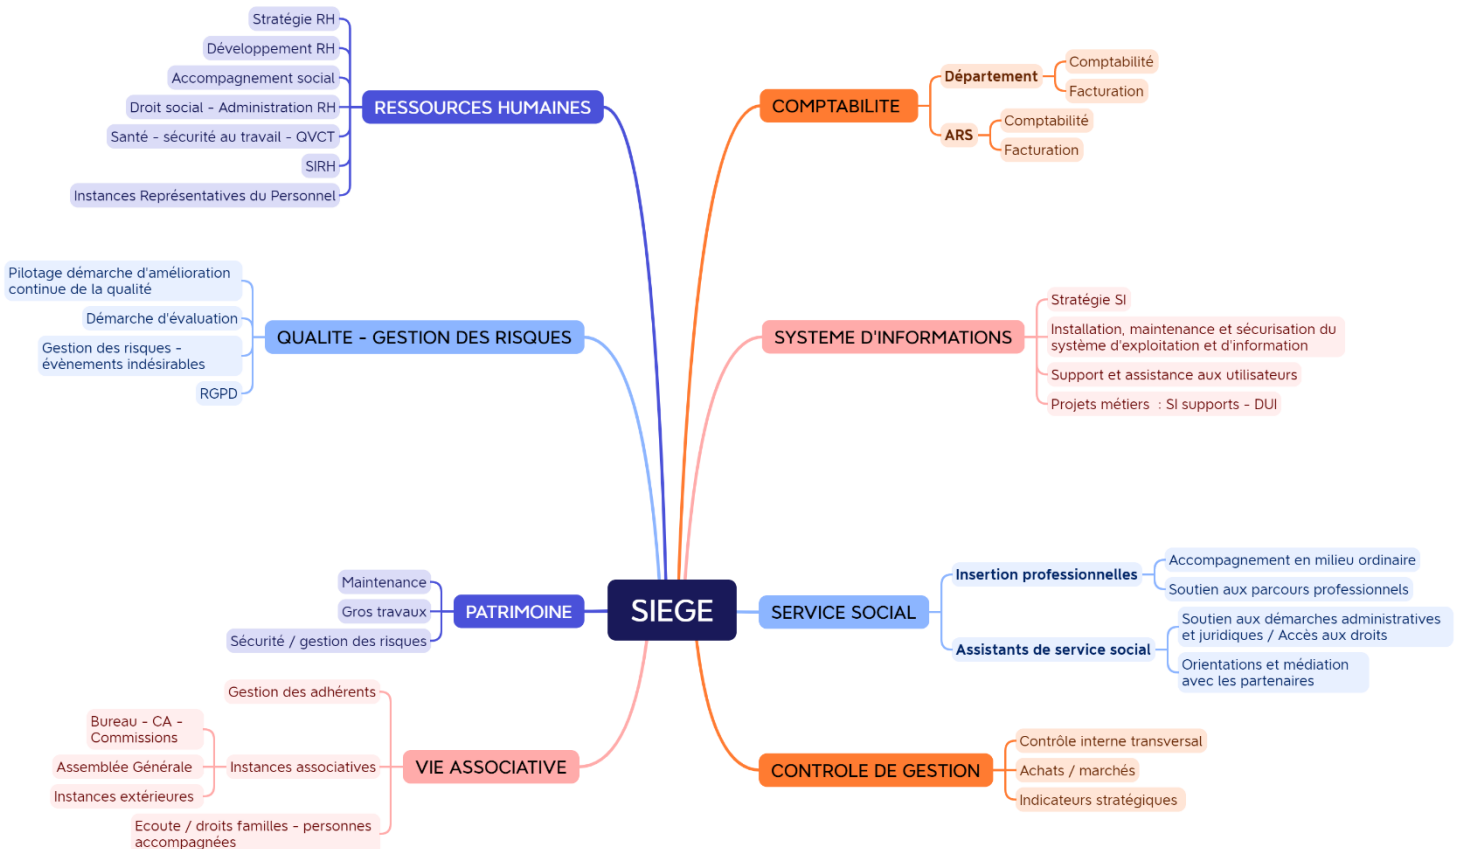 SIEGE
RESSOURCES HUMAINES
Stratégie RH
Développement RH
Accompagnement social
Droit social - Administration RH
Santé - sécurité au travail - QVCT
SIRH
Instances Représentatives du Personnel
QUALITE - GESTION DES RISQUES
Pilotage démarche d'amélioration
continue de la qualité
Démarche d'évaluation
Gestion des risques -
évènements indésirables
RGPD
PATRIMOINE
Maintenance
Gros travaux
Sécurité / gestion des risques
VIE ASSOCIATIVE
Gestion des adhérents
Instances associatives
Bureau - CA -
Commissions
Assemblée Générale
Instances extérieures
Ecoute / droits familles - personnes
accompagnées
COMPTABILITE
Département
Comptabilité
Facturation
ARS
Comptabilité
Facturation
SYSTEME D'INFORMATIONS
Stratégie SI
Installation, maintenance et sécurisation du
système d'exploitation et d'information
Support et assistance aux utilisateurs
Projets métiers : SI supports - DUI
SERVICE SOCIAL
Insertion professionnelles
Accompagnement en milieu ordinaire
Soutien aux parcours professionnels
Assistants de service social
Soutien aux démarches administratives
et juridiques / Accès aux droits
Orientations et médiation
avec les partenaires
CONTROLE DE GESTION
Contrôle interne transversal
Achats / marchés
Indicateurs stratégiques